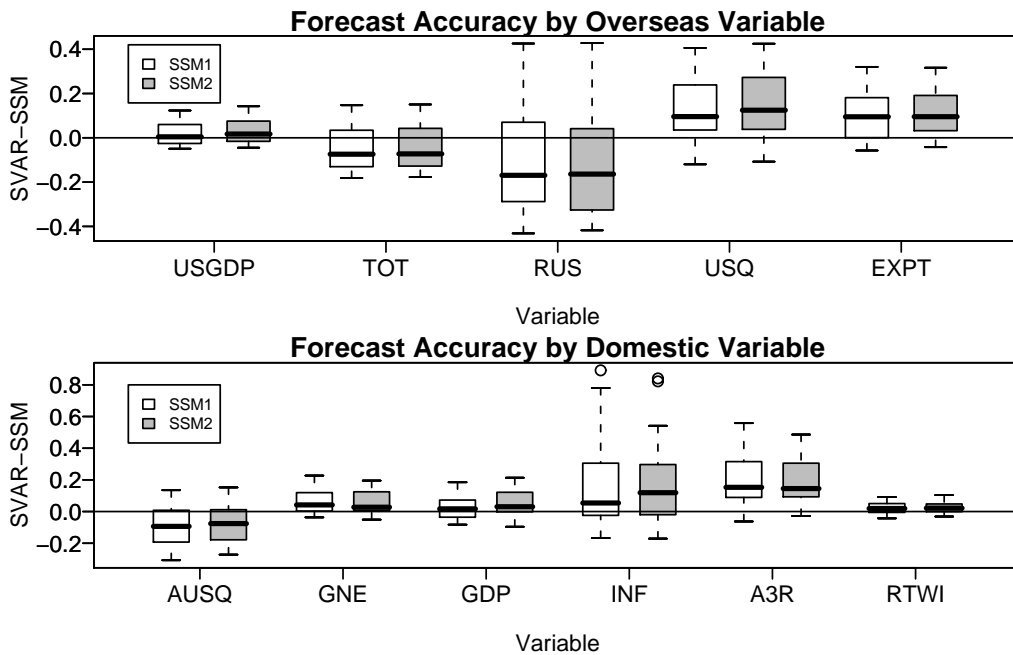 Forecast Accuracy by Overseas Variable
SVAR−SSM
0.4
0.2
0.0
−0.2
−0.4
SSM1
SSM2
USGDP TOT RUS USQ EXPT
Variable
Forecast Accuracy by Domestic Variable
SVAR−SSM
0.8
0.6
0.4
0.2
0.0
−0.2
SSM1
SSM2
AUSQ GNE GDP INF A3R RTWI
Variable